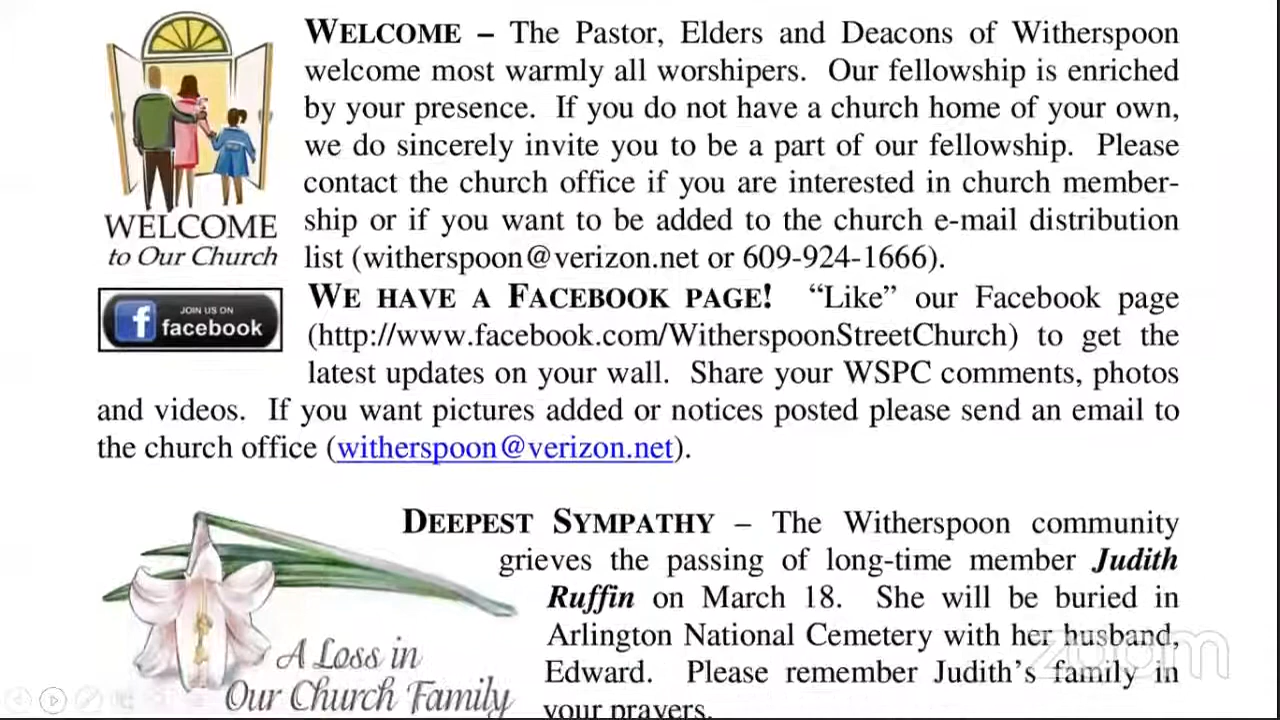 WELCOME – The Pastor, Elders and Deacons of Witherspoon
welcome most warmly all worshipers. Our fellowship is enriched
by your presence. If you do not have a church home of your own,
we do sincerely invite you to be a part of our fellowship. Please
contact the church office if you are interested in church member-
ship or if you want to be added to the church e-mail distribution
list (witherspoon@verizon.net or 609-924-1666).
WELCOME
to Our Church
JOIN US ON
facebook
WE HAVE A FACEBOOK PAGE! “Like” our Facebook page
(http://www.facebook.com/WitherspoonStreetChurch) to get the
latest updates on your wall. Share your WSPC comments, photos
and videos. If you want pictures added or notices posted please send an email to
the church office (witherspoon@verizon.net).
DEEPEST SYMPATHY – The Witherspoon community
grieves the passing of long-time member Judith
Ruffin on March 18. She will be buried in
Arlington National Cemetery with her husband,
Edward. Please remember Judith’s family in
your prayers.
A Loss in
Our Church Family
zoom